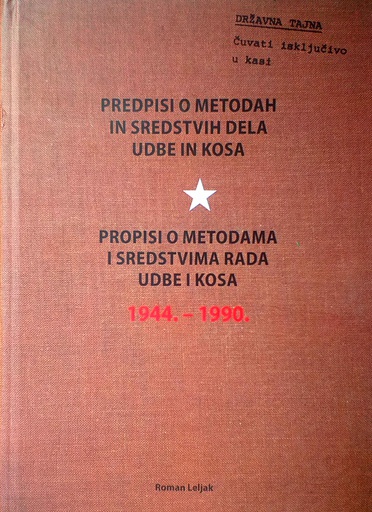 DRŽAVNA TAJNA
Čuvati isključivo
u kasi
PREDPISI O METODAH
IN SREDSTVIH DELA
UDBE IN KOSA
PROPISI O METODAMA
I SREDSTVIMA RADA
UDBE I KOSA
1944. – 1990.
Roman Leljak